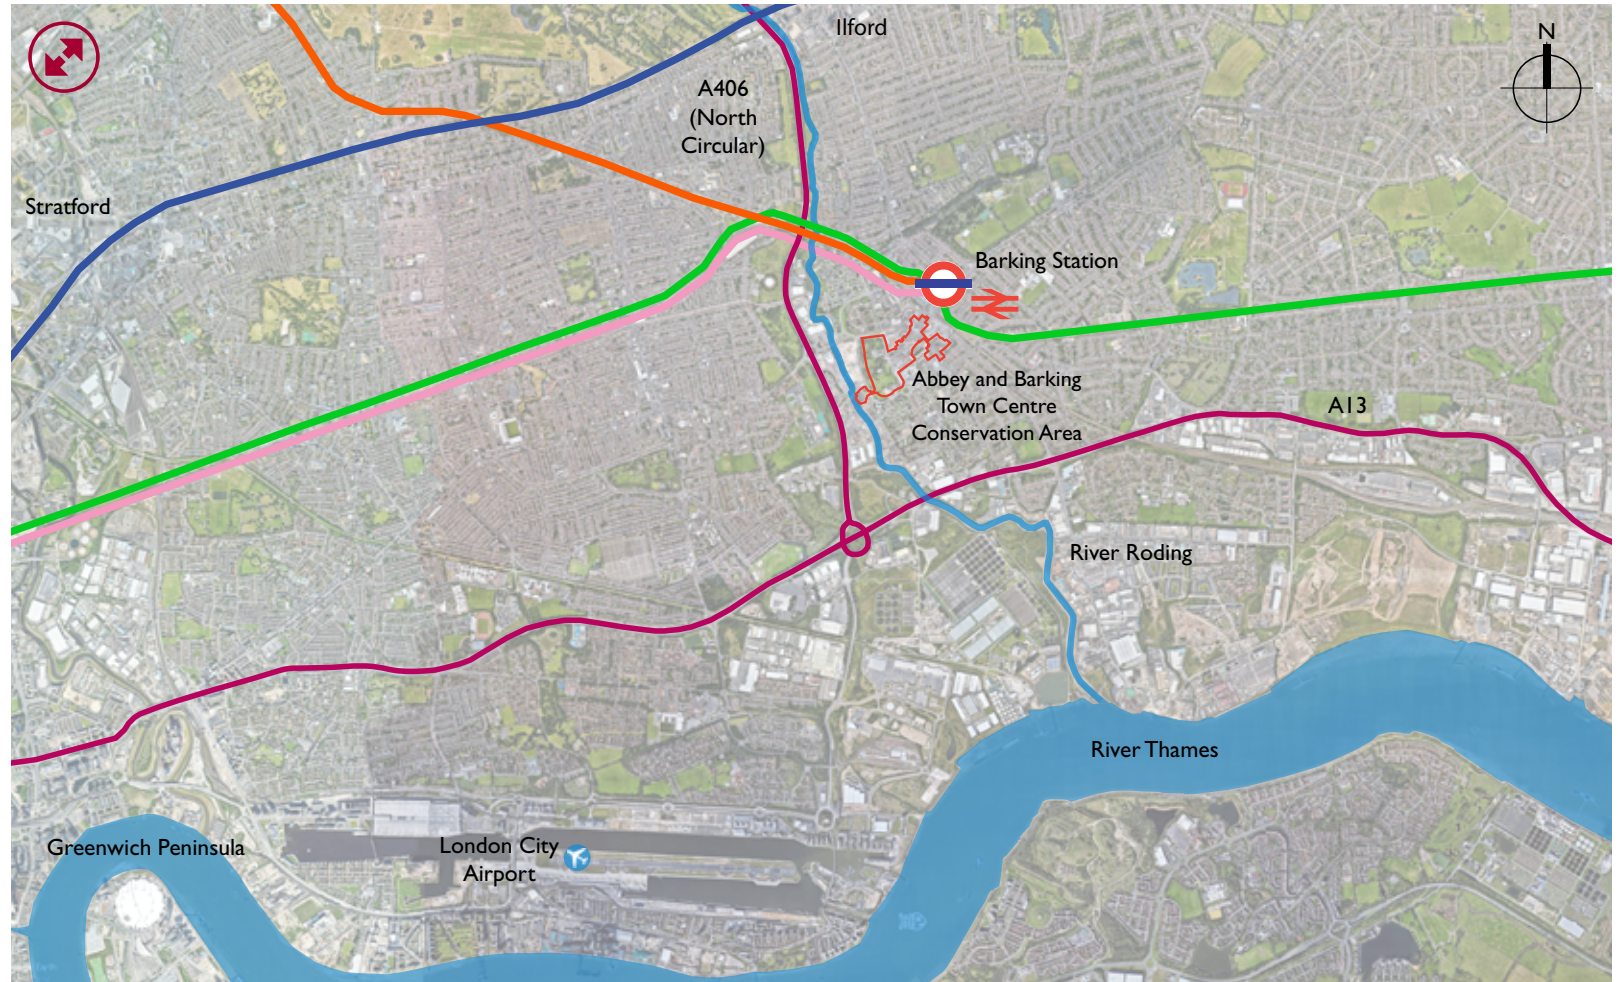 Ilford
N
A406
(North
Circular)
Stratford
Barking Station
Abbey and Barking
Town Centre
Conservation Area
A13
River Roding
River Thames
Greenwich Peninsula
London City
Airport